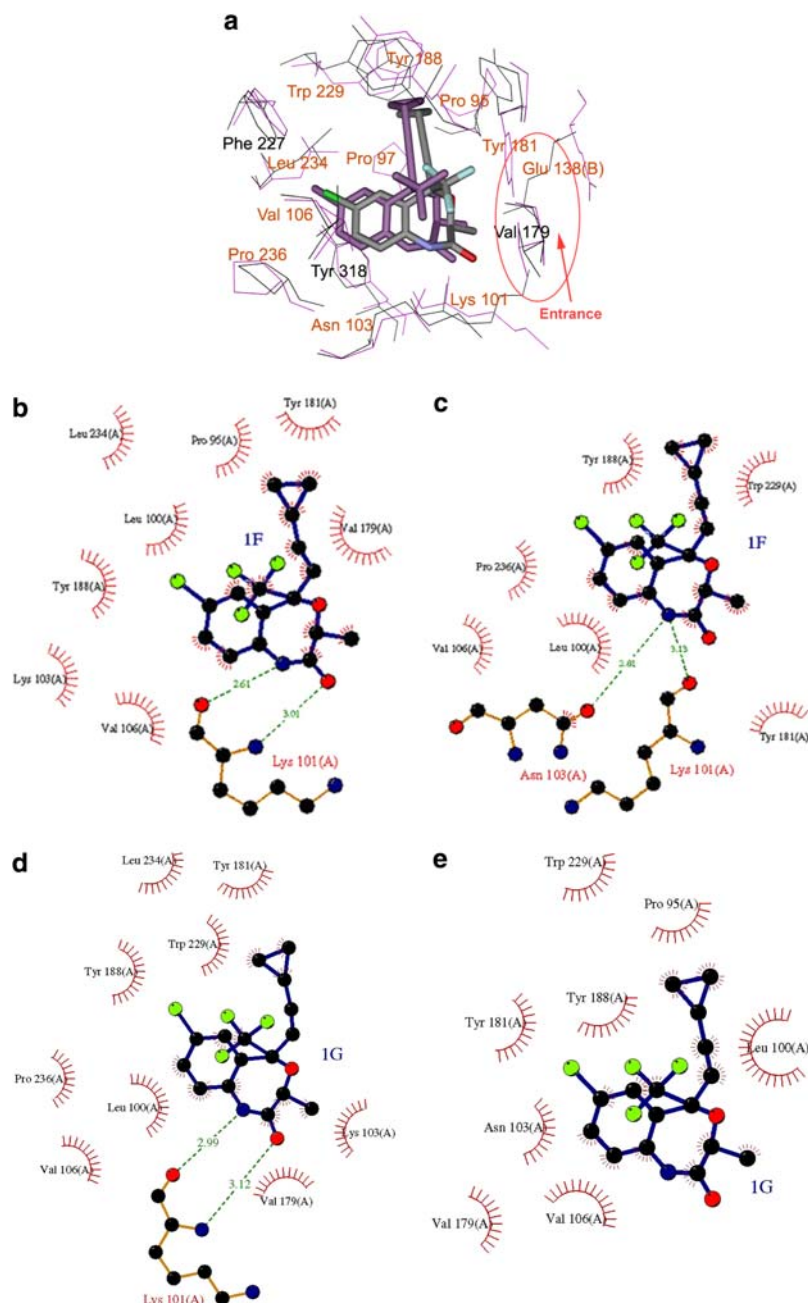 a
Tyr 188
Trp 229
Pro 95
Phe 227
Tyr 181
Leu 234
Pro 97
Glu 138(B)
Val 106
Val 179
Pro 236
Tyr 318
Lys 101
Asn 103
Entrance
b
Tyr 181(A)
Leu 234(A)
Pro 95(A)
Leu 100(A)
1F
Val 179(A)
Tyr 188(A)
Lys 103(A)
2.61
3.01
Val 106(A)
Lys 101(A)
c
Tyr 188(A)
Trp 229(A)
1F
Pro 236(A)
Val 106(A)
Leu 100(A)
2.61
3.13
Tyr 181(A)
Asn 103(A)
Lys 101(A)
d
Leu 234(A)
Tyr 181(A)
Trp 229(A)
Tyr 188(A)
1G
Pro 236(A)
Leu 100(A)
Lys 103(A)
2.99
Val 106(A)
3.12
Val 179(A)
Lys 101(A)
e
Trp 229(A)
Pro 95(A)
Tyr 181(A)
Tyr 188(A)
Leu 100(A)
Asn 103(A)
1G
Val 179(A)
Val 106(A)